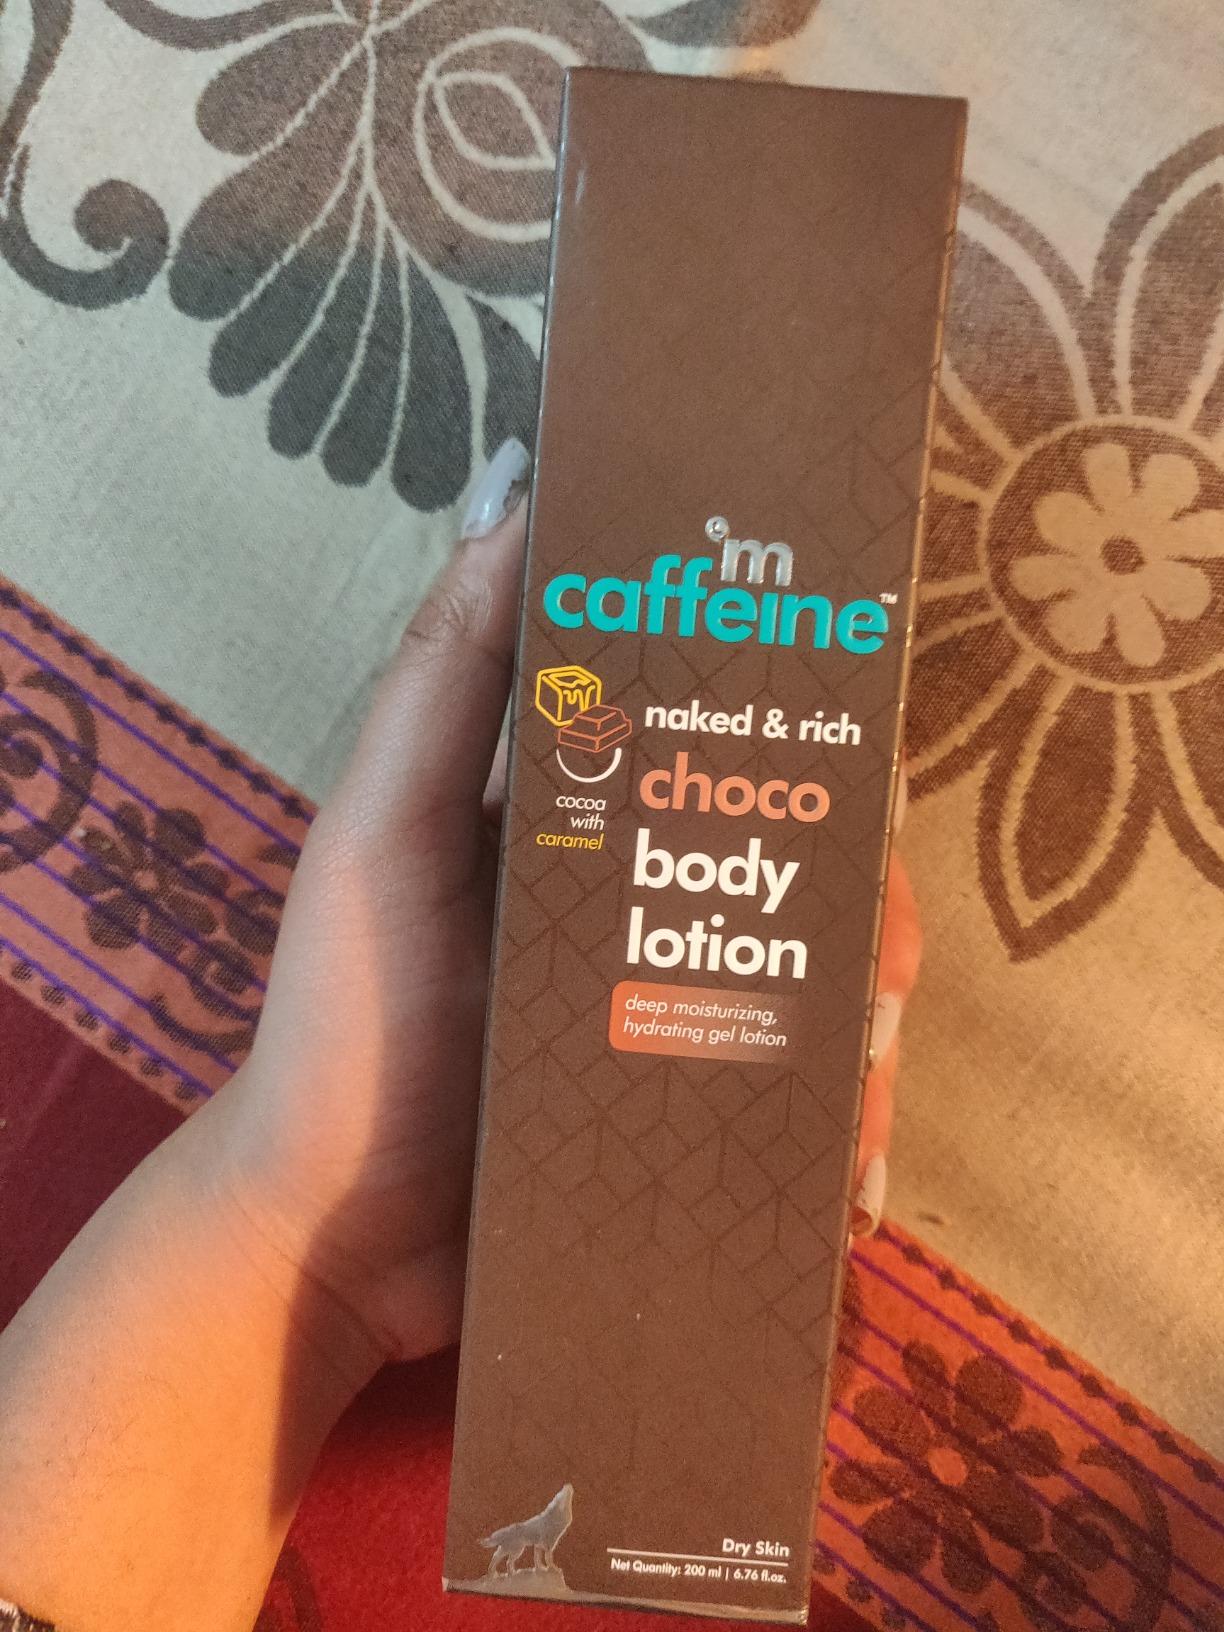 'm
caffeine™
naked & rich
choco
body
lotion
cocoa
with
caramel
deep moisturizing,
hydrating gel lotion
Dry Skin
Net Quantity: 200 ml | 6.76 fl.oz.